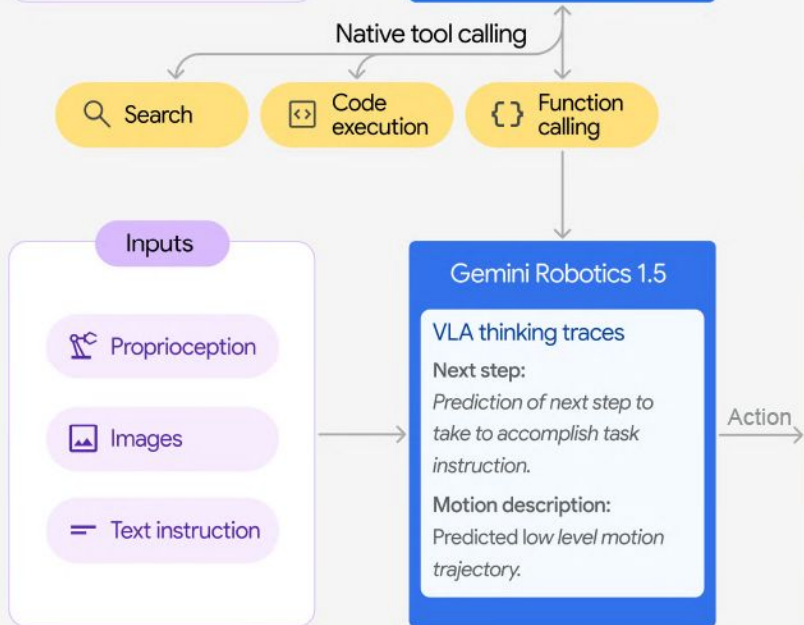 Native tool calling
Search
Code
execution
Function
calling
Inputs
Proprioception
Images
Text instruction
Gemini Robotics 1.5
VLA thinking traces
Next step:
Prediction of next step to
take to accomplish task
instruction.
Motion description:
Predicted low level motion
trajectory.
Action